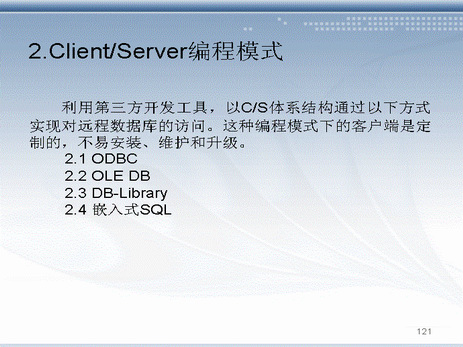 2.Client/Server编程模式
利用第三方开发工具，以C/S体系结构通过以下方式
实现对远程数据库的访问。这种编程模式下的客户端是定
制的，不易安装、维护和升级。
2.1 ODBC
2.2 OLE DB
2.3 DB-Library
2.4 嵌入式SQL
121